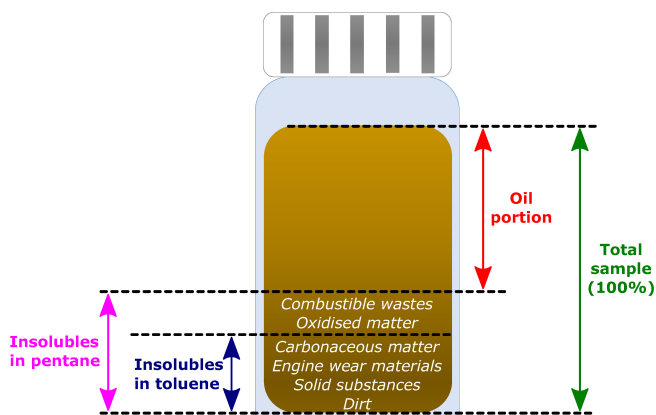 Oil
portion
Total
sample
(100%)
Combustible wastes
Oxidised matter
Insolubles
in pentane
Insolubles
in toluene
Carbonaceous matter
Engine wear materials
Solid substances
Dirt